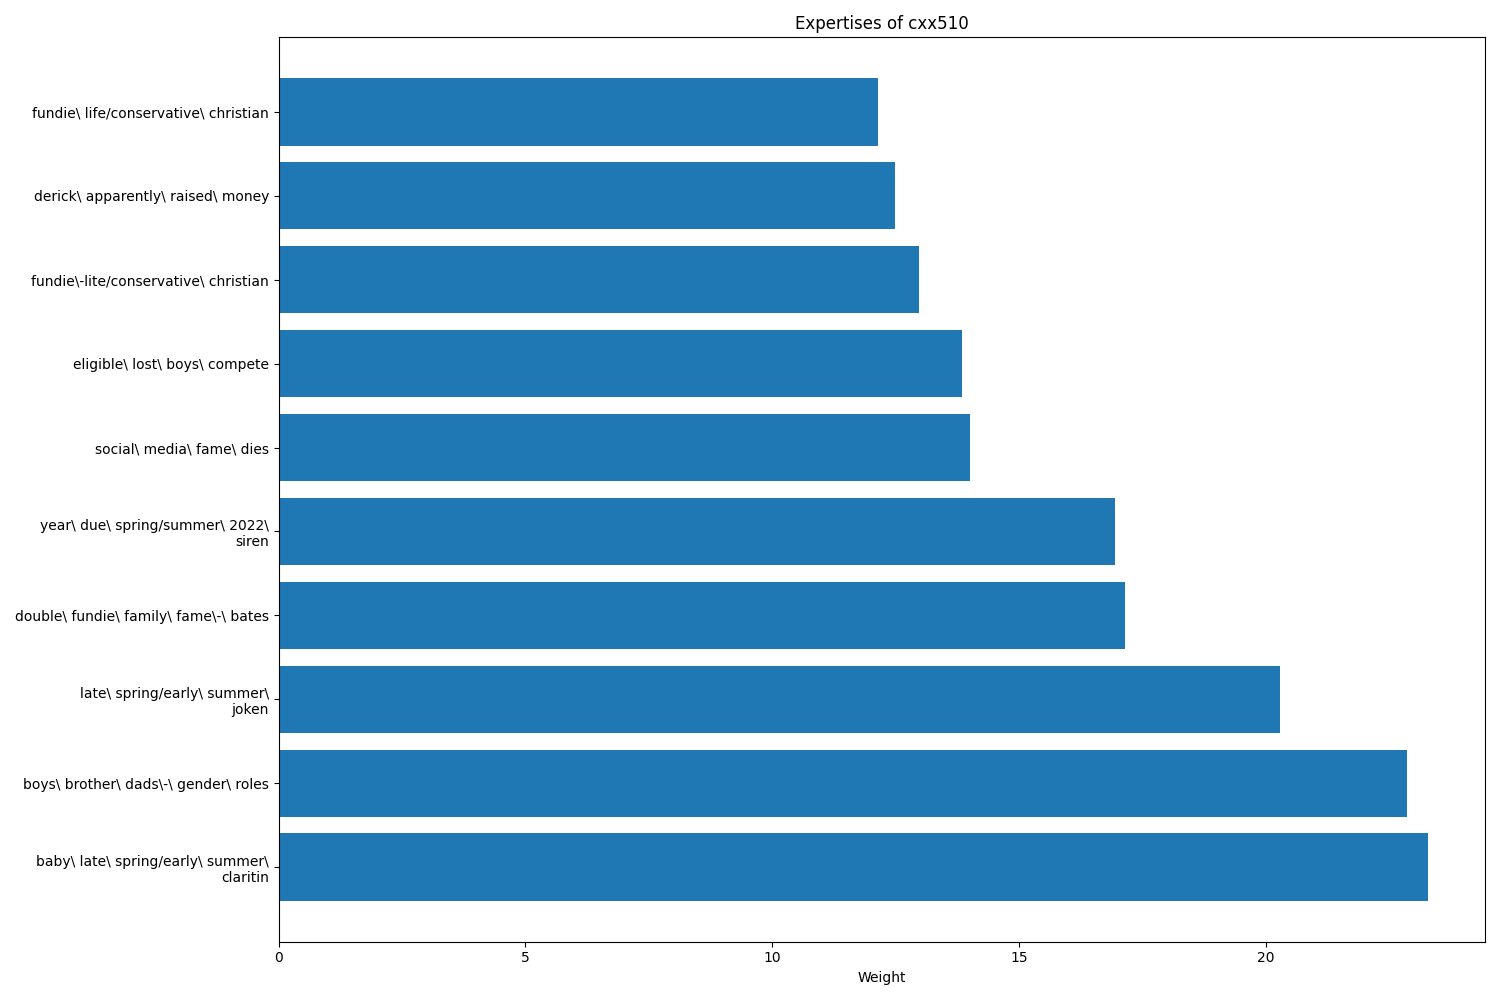 Expertises of cxx510
fundie\ life/conservative\ christian
derick\ apparently\ raised\ money
fundie\-lite/conservative\ christian
eligible\ lost\ boys\ compete
social\ media\ fame\ dies
year\ due\ spring/summer\ 2022\
siren
double\ fundie\ family\ fame\-\ bates
late\ spring/early\ summer\
joken
boys\ brother\ dads\-\ gender\ roles
baby\ late\ spring/early\ summer\
claritin
0 5 10 15 20
Weight